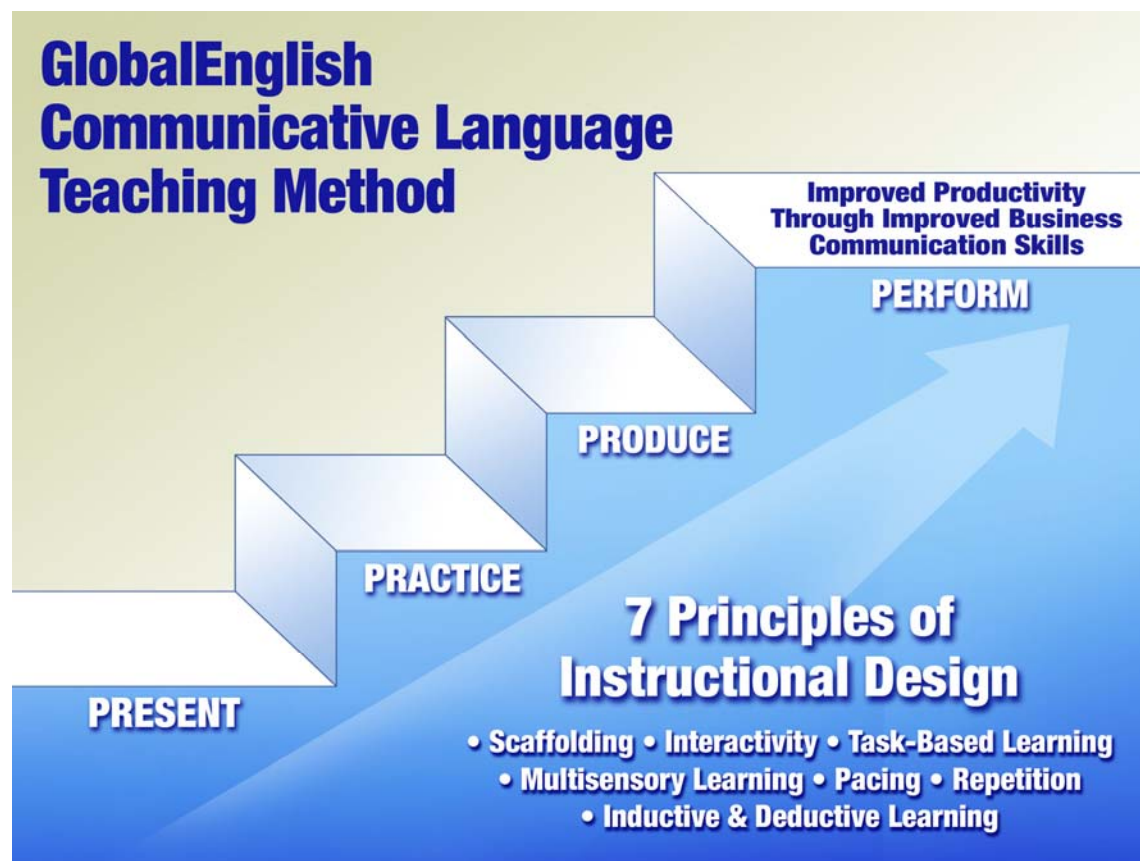 GlobalEnglish
Communicative Language
Teaching Method
Improved Productivity
Through Improved Business
Communication Skills
PERFORM
PRODUCE
PRACTICE
PRESENT
7 Principles of
Instructional Design
• Scaffolding • Interactivity • Task-Based Learning
• Multisensory Learning • Pacing • Repetition
• Inductive & Deductive Learning